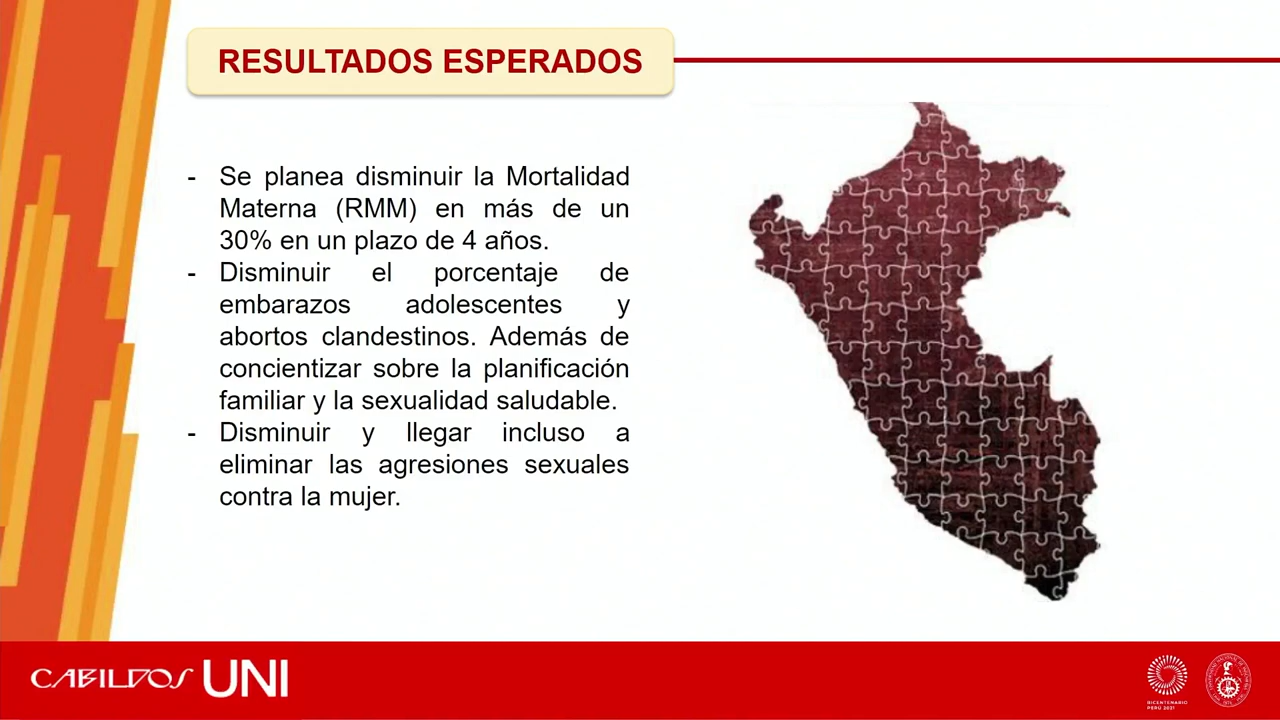 RESULTADOS ESPERADOS
- Se planea disminuir la Mortalidad
Materna (RMM) en más de un
30% en un plazo de 4 años.
- Disminuir el porcentaje de
embarazos adolescentes y
abortos clandestinos. Además de
concientizar sobre la planificación
familiar y la sexualidad saludable.
- Disminuir y llegar incluso a
eliminar las agresiones sexuales
contra la mujer.
CABILDOS UNI
BICENTENARIO
PERÚ 2021